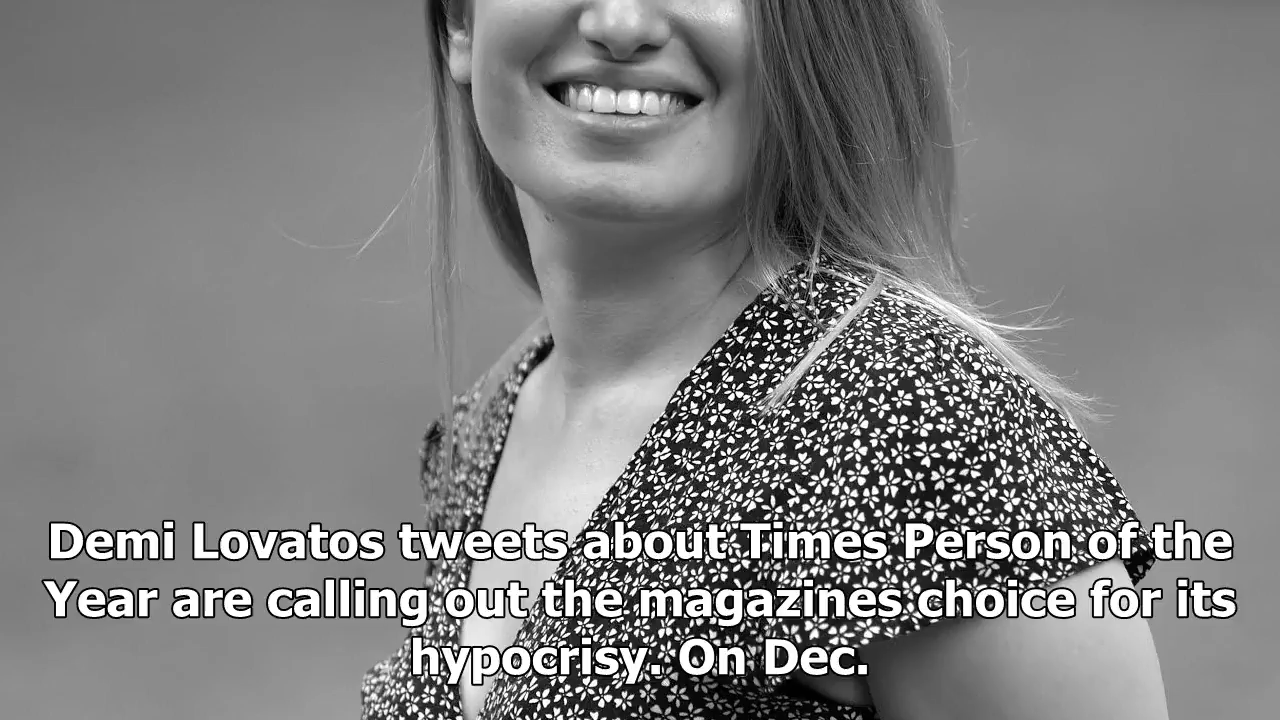 Demi Lovatos tweets about Times Person of the
Year are calling out the magazines choice for its
hypocrisy. On Dec.